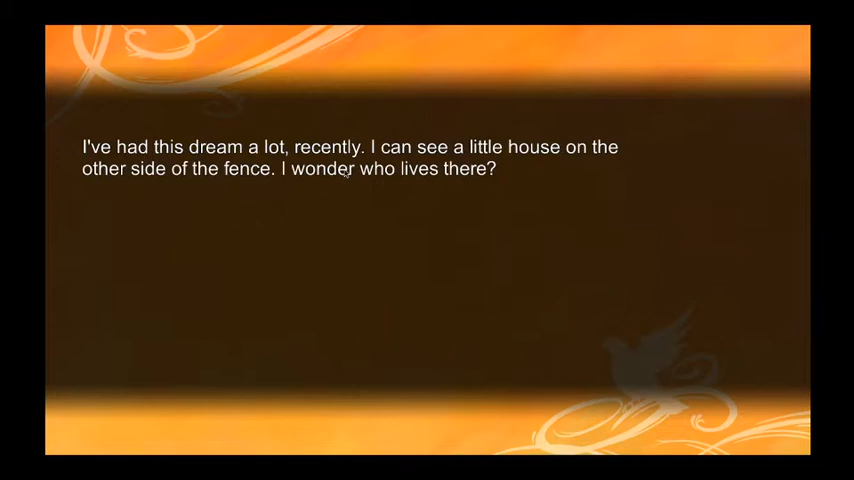 I've had this dream a lot, recently. I can see a little house on the
other side of the fence. I wonder who lives there?